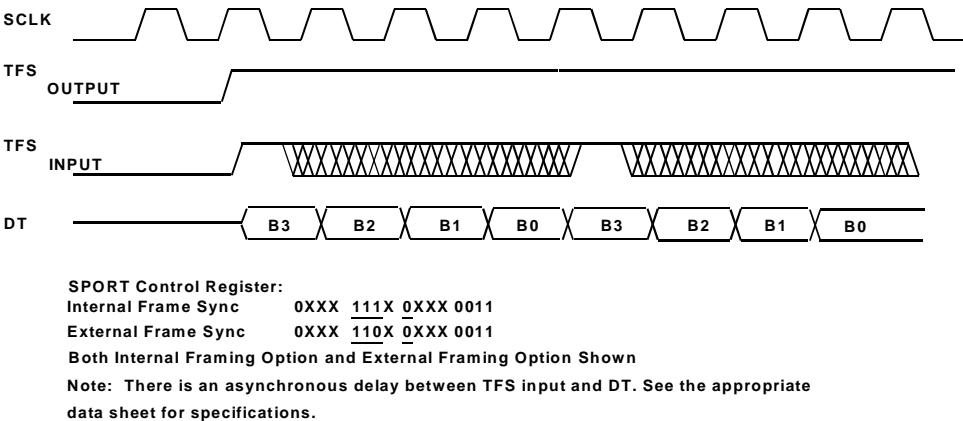 SCLK
TFS
OUTPUT
TFS
INPUT
DT
B3 B2 B1 B0 B3 B2 B1 B0
SPORT Control Register:
Internal Frame Sync 0XXX 111X 0XXX 0011
External Frame Sync 0XXX 110X 0XXX 0011
Both Internal Framing Option and External Framing Option Shown
Note: There is an asynchronous delay between TFS input and DT. See the appropriate
data sheet for specifications.